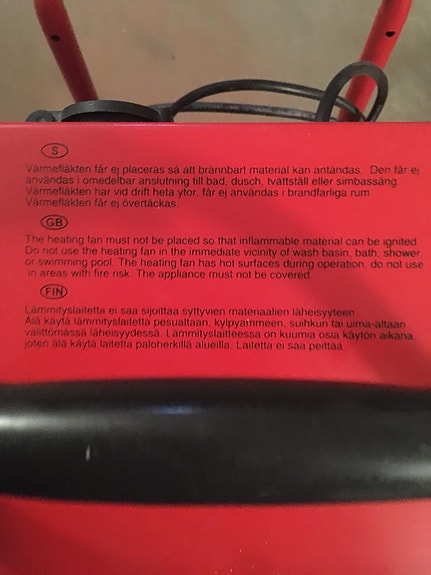 S
Värmefläkten får ej placeras så att brännbart material kan antändas. Den får ej
användas i omedelbar anslutning till bad, dusch, tvättställ eller simbassäng.
Värmefläkten har vid drift heta ytor, får ej användas i brandfarliga rum.
Värmefläkten får ej övertäckas.
GB
The heating fan must not be placed so that inflammable material can be ignited.
Do not use the heating fan in the immediate vicinity of wash basin, bath, shower
or swimming pool. The heating fan has hot surfaces during operation, do not use
in areas with fire risk. The appliance must not be covered.
FIN
Lämmityslaitetta ei saa sijoittaa syttyvien materiaalien läheisyyteen.
Älä käytä lämmityslaitetta pesualtaan, kylpyammeen, suihkun tai uima-altaan
välittömässä läheisyydessä. Lämmityslaitteessa on kuumia osia käytön aikana,
joten älä käytä laitetta paloherkillä alueilla. Laitetta ei saa peittää.